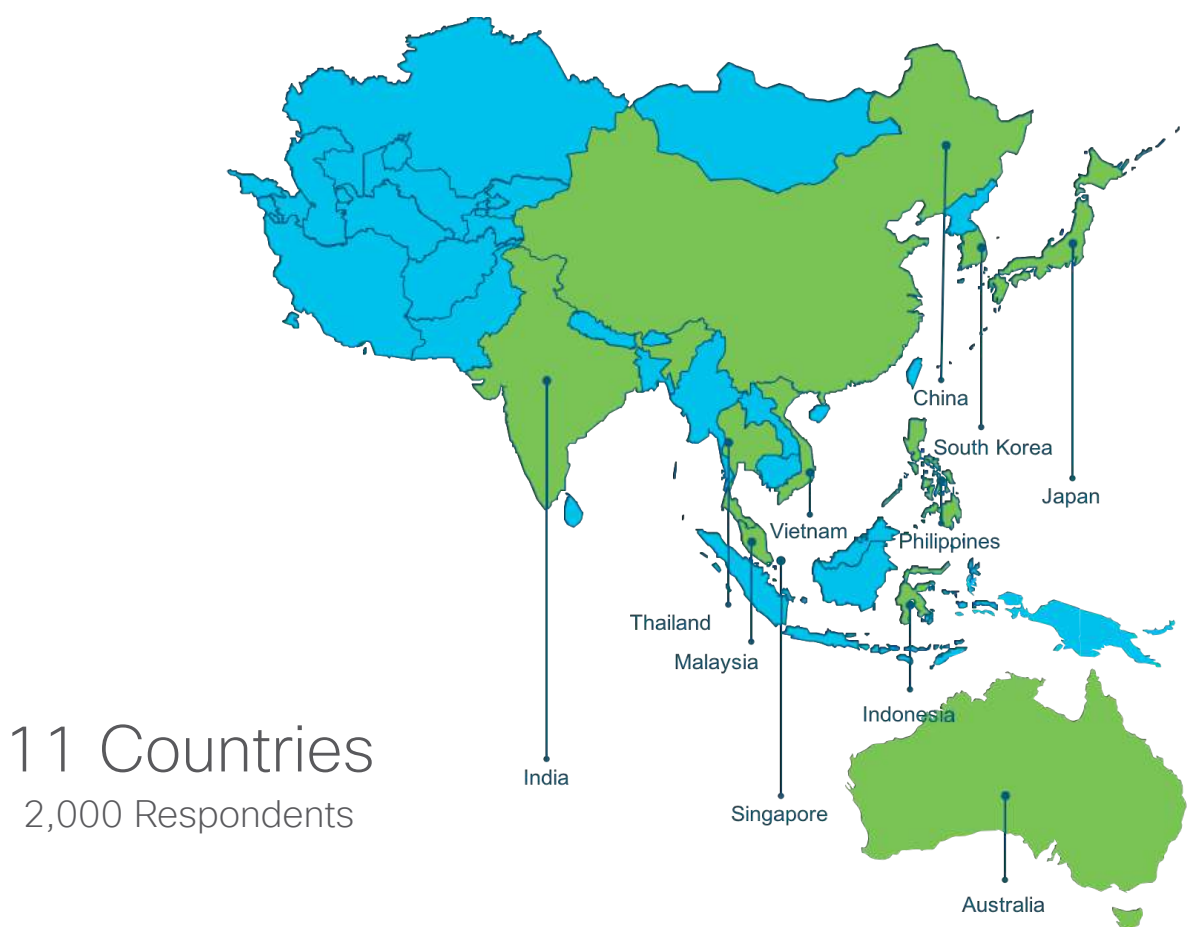 China
South Korea
Japan
Vietnam
Philippines
Thailand
Malaysia
Indonesia
11 Countries
2,000 Respondents
India
Singapore
Australia